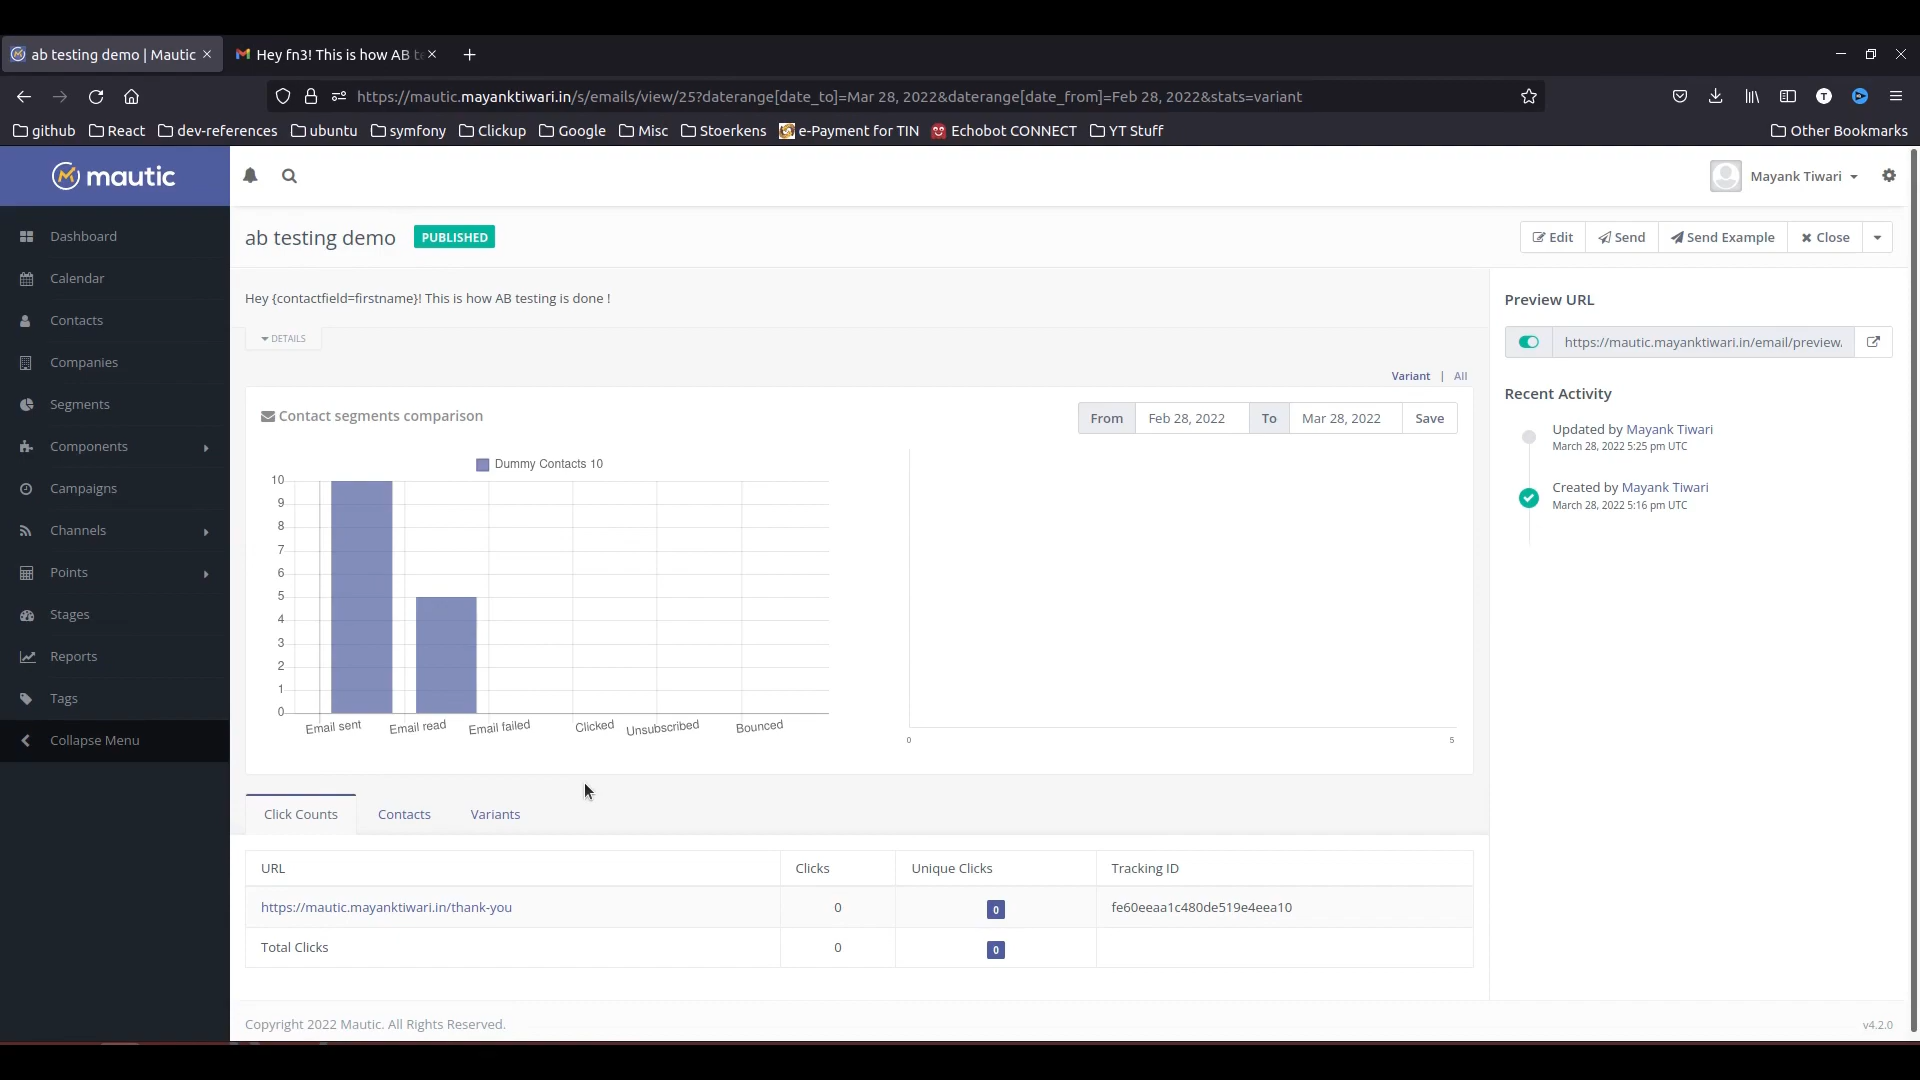 ab testing demo | Mautic
Hey fn3! This is how AB t
https://mautic.mayanktiwari.in/s/emails/view/25?daterange[date_to]=Mar 28, 2022&daterange[date_from]=Feb 28, 2022&stats=variant
github React dev-references ubuntu symfony Clickup Google Misc Stoerkens e-Payment for TIN Echobot CONNECT YT Stuff Other Bookmarks
mautic
Mayank Tiwari
Dashboard
Calendar
Contacts
Companies
Segments
Components
Campaigns
Channels
Points
Stages
Reports
Tags
Collapse Menu
ab testing demo PUBLISHED
Edit Send Send Example Close
Hey {contactfield=firstname}! This is how AB testing is done !
DETAILS
Variant | All
Contact segments comparison
From Feb 28, 2022 To Mar 28, 2022 Save
Dummy Contacts 10
10
9
8
7
6
5
4
3
2
1
0
Email sent Email read Email failed Clicked Unsubscribed Bounced
0 5
Click Counts Contacts Variants
URL Clicks Unique Clicks Tracking ID
https://mautic.mayanktiwari.in/thank-you 0 0 fe60eeaa1c480de519e4eea10
Total Clicks 0 0
Preview URL
https://mautic.mayanktiwari.in/email/preview
Recent Activity
Updated by Mayank Tiwari
March 28, 2022 5:25 pm UTC
Created by Mayank Tiwari
March 28, 2022 5:16 pm UTC
Copyright 2022 Mautic. All Rights Reserved.
v4.2.0